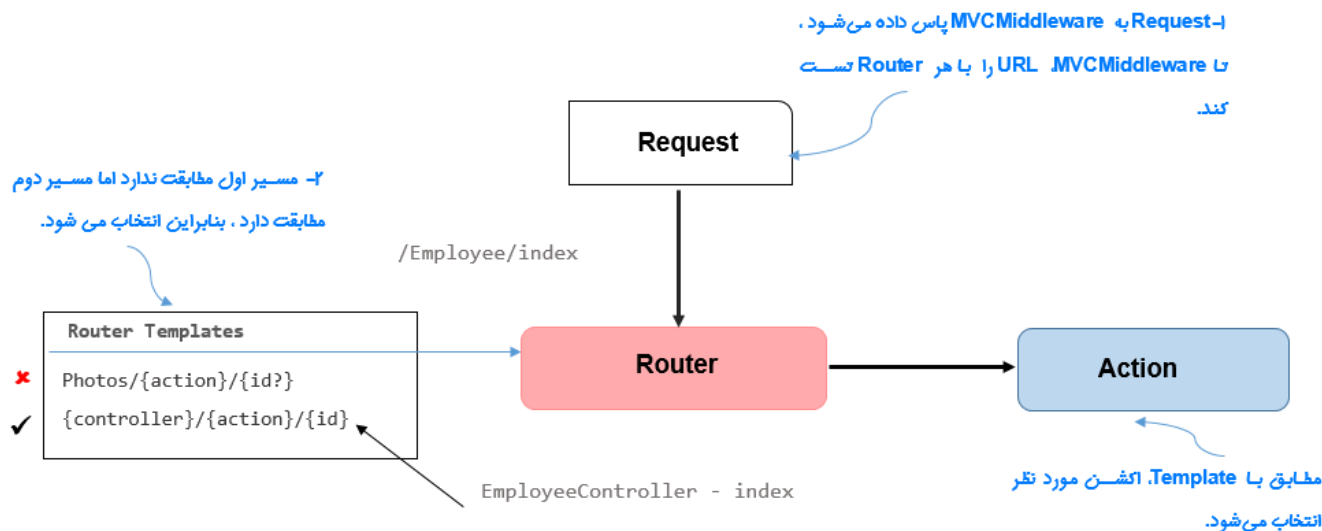 ۱-Request به MVCMiddleware پاس داده می‌شود ،
تا URL .MVCMiddleware را با هر Router تست
کند.
Request
۲- مسیر اول مطابقت ندارد اما مسیر دوم
مطابقت دارد ، بنابراین انتخاب می شود.
/Employee/index
Router Templates
Photos/{action}/{id?}
{controller}/{action}/{id}
Router
Action
EmployeeController - index
مطابق با Template، اکشن مورد نظر
انتخاب می‌شود.